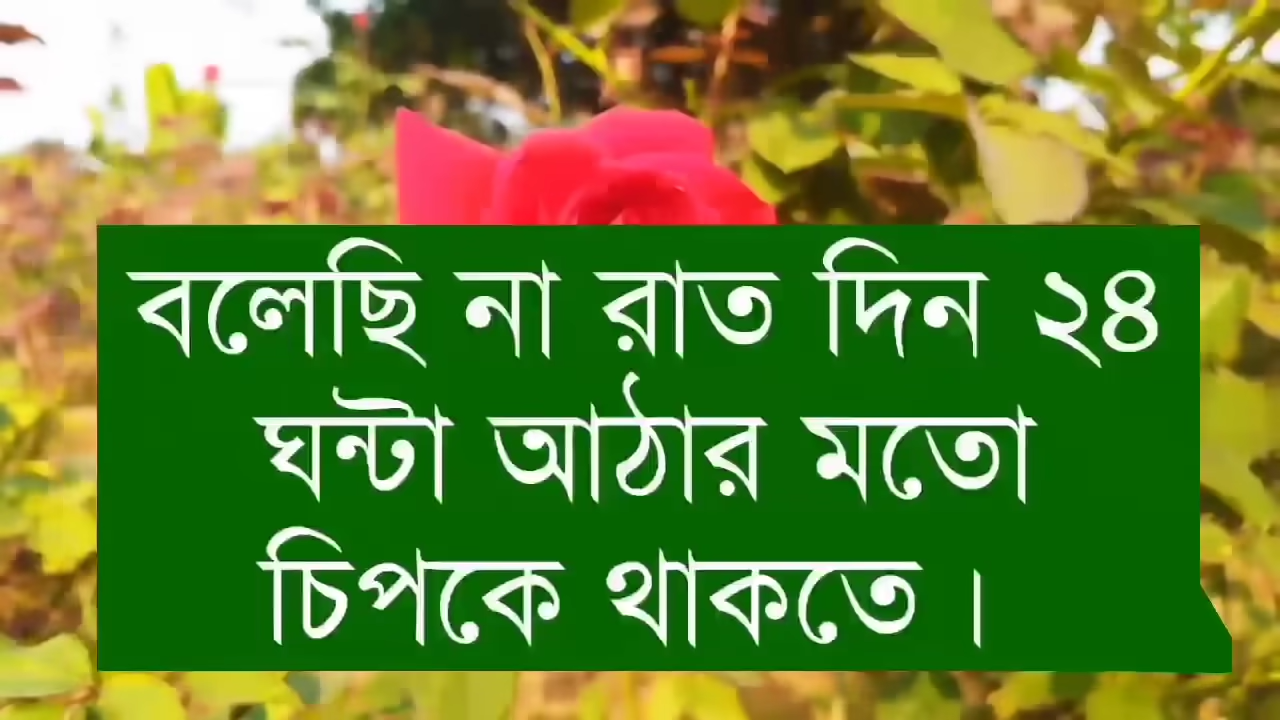 বলেছি না রাত দিন ২৪
ঘন্টা আঠার মতো
চিপকে থাকতে।